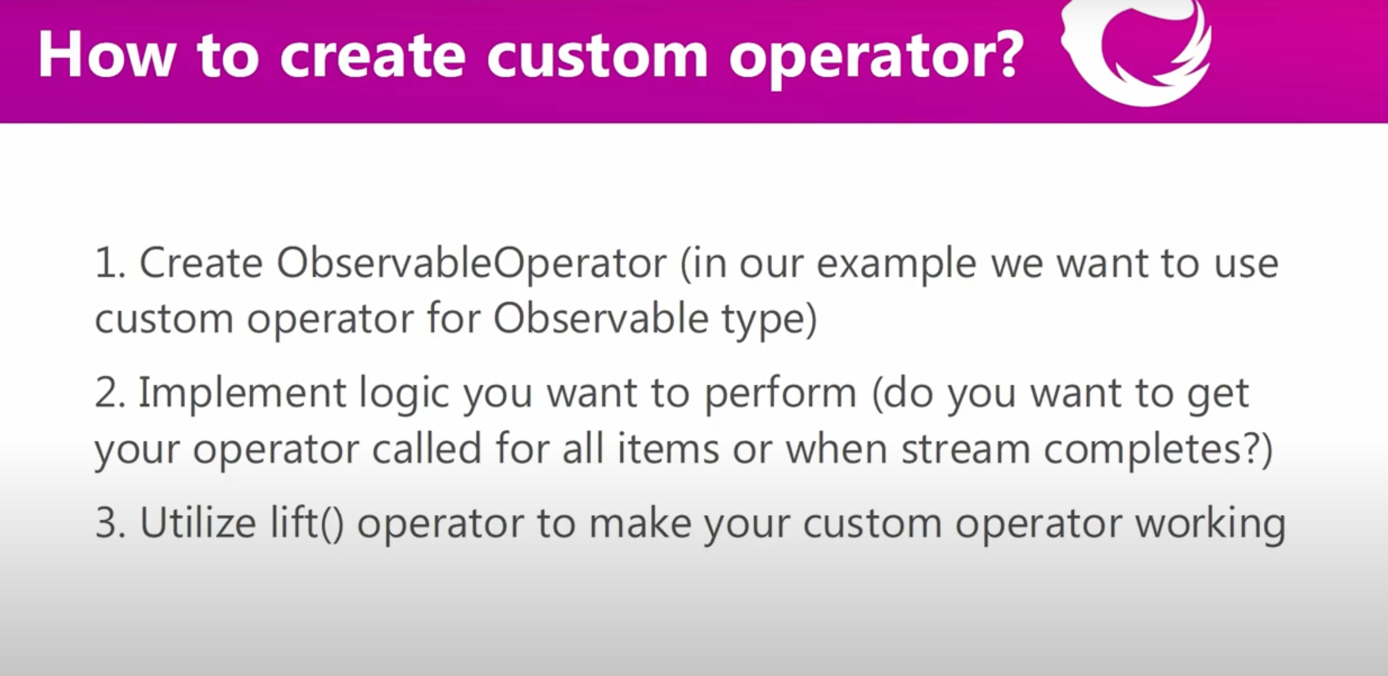 How to create custom operator?
1. Create ObservableOperator (in our example we want to use
custom operator for Observable type)
2. Implement logic you want to perform (do you want to get
your operator called for all items or when stream completes?)
3. Utilize lift() operator to make your custom operator working